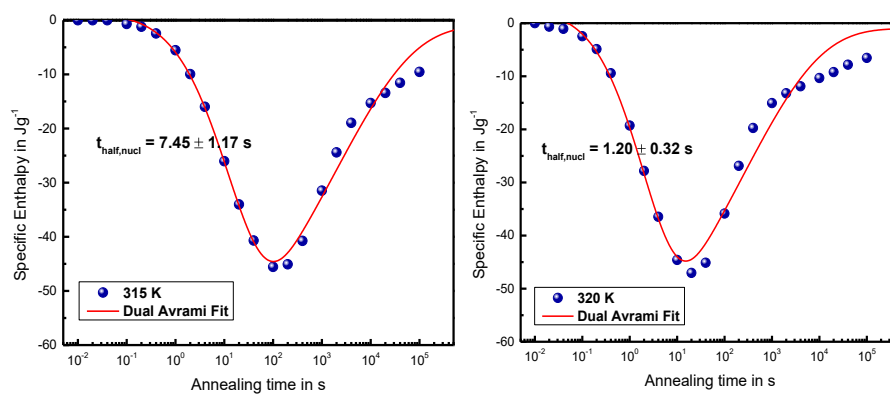 0
-10
-20
-30
-40
-50
-60
Specific Enthalpy in Jg⁻¹
t_half,nucl = 7.45 ± 1.17 s
315 K
Dual Avrami Fit
10⁻² 10⁻¹ 10⁰ 10¹ 10² 10³ 10⁴ 10⁵
Annealing time in s
0
-10
-20
-30
-40
-50
-60
Specific Enthalpy in Jg⁻¹
t_half,nucl = 1.20 ± 0.32 s
320 K
Dual Avrami Fit
10⁻² 10⁻¹ 10⁰ 10¹ 10² 10³ 10⁴ 10⁵
Annealing time in s